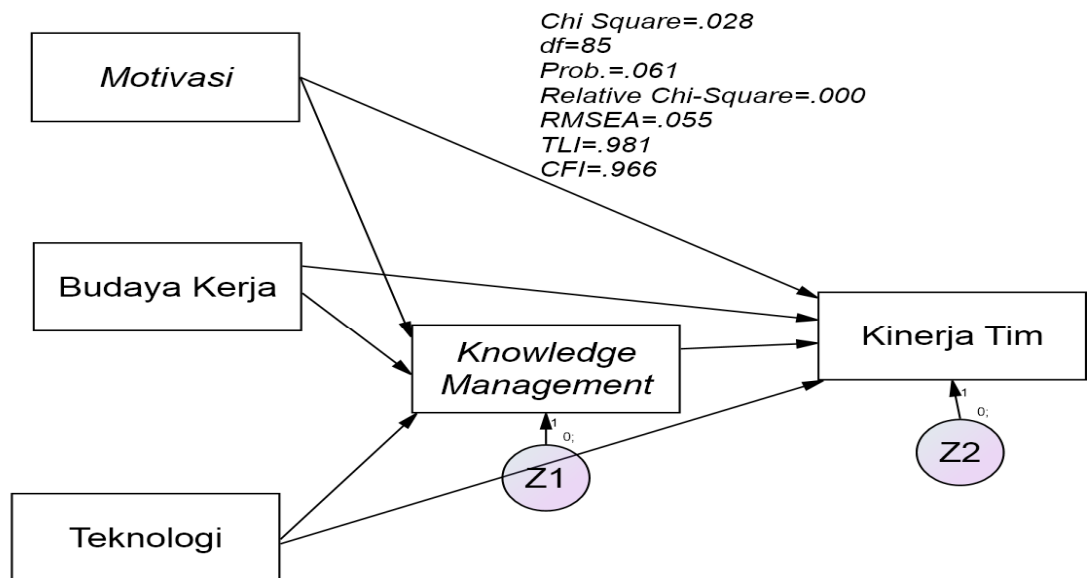 Chi Square=.028
df=85
Prob.=.061
Relative Chi-Square=.000
RMSEA=.055
TLI=.981
CFI=.966
Motivasi
Budaya Kerja
Knowledge
Management
Kinerja Tim
1
0;
Z1
1
0;
Z2
Teknologi